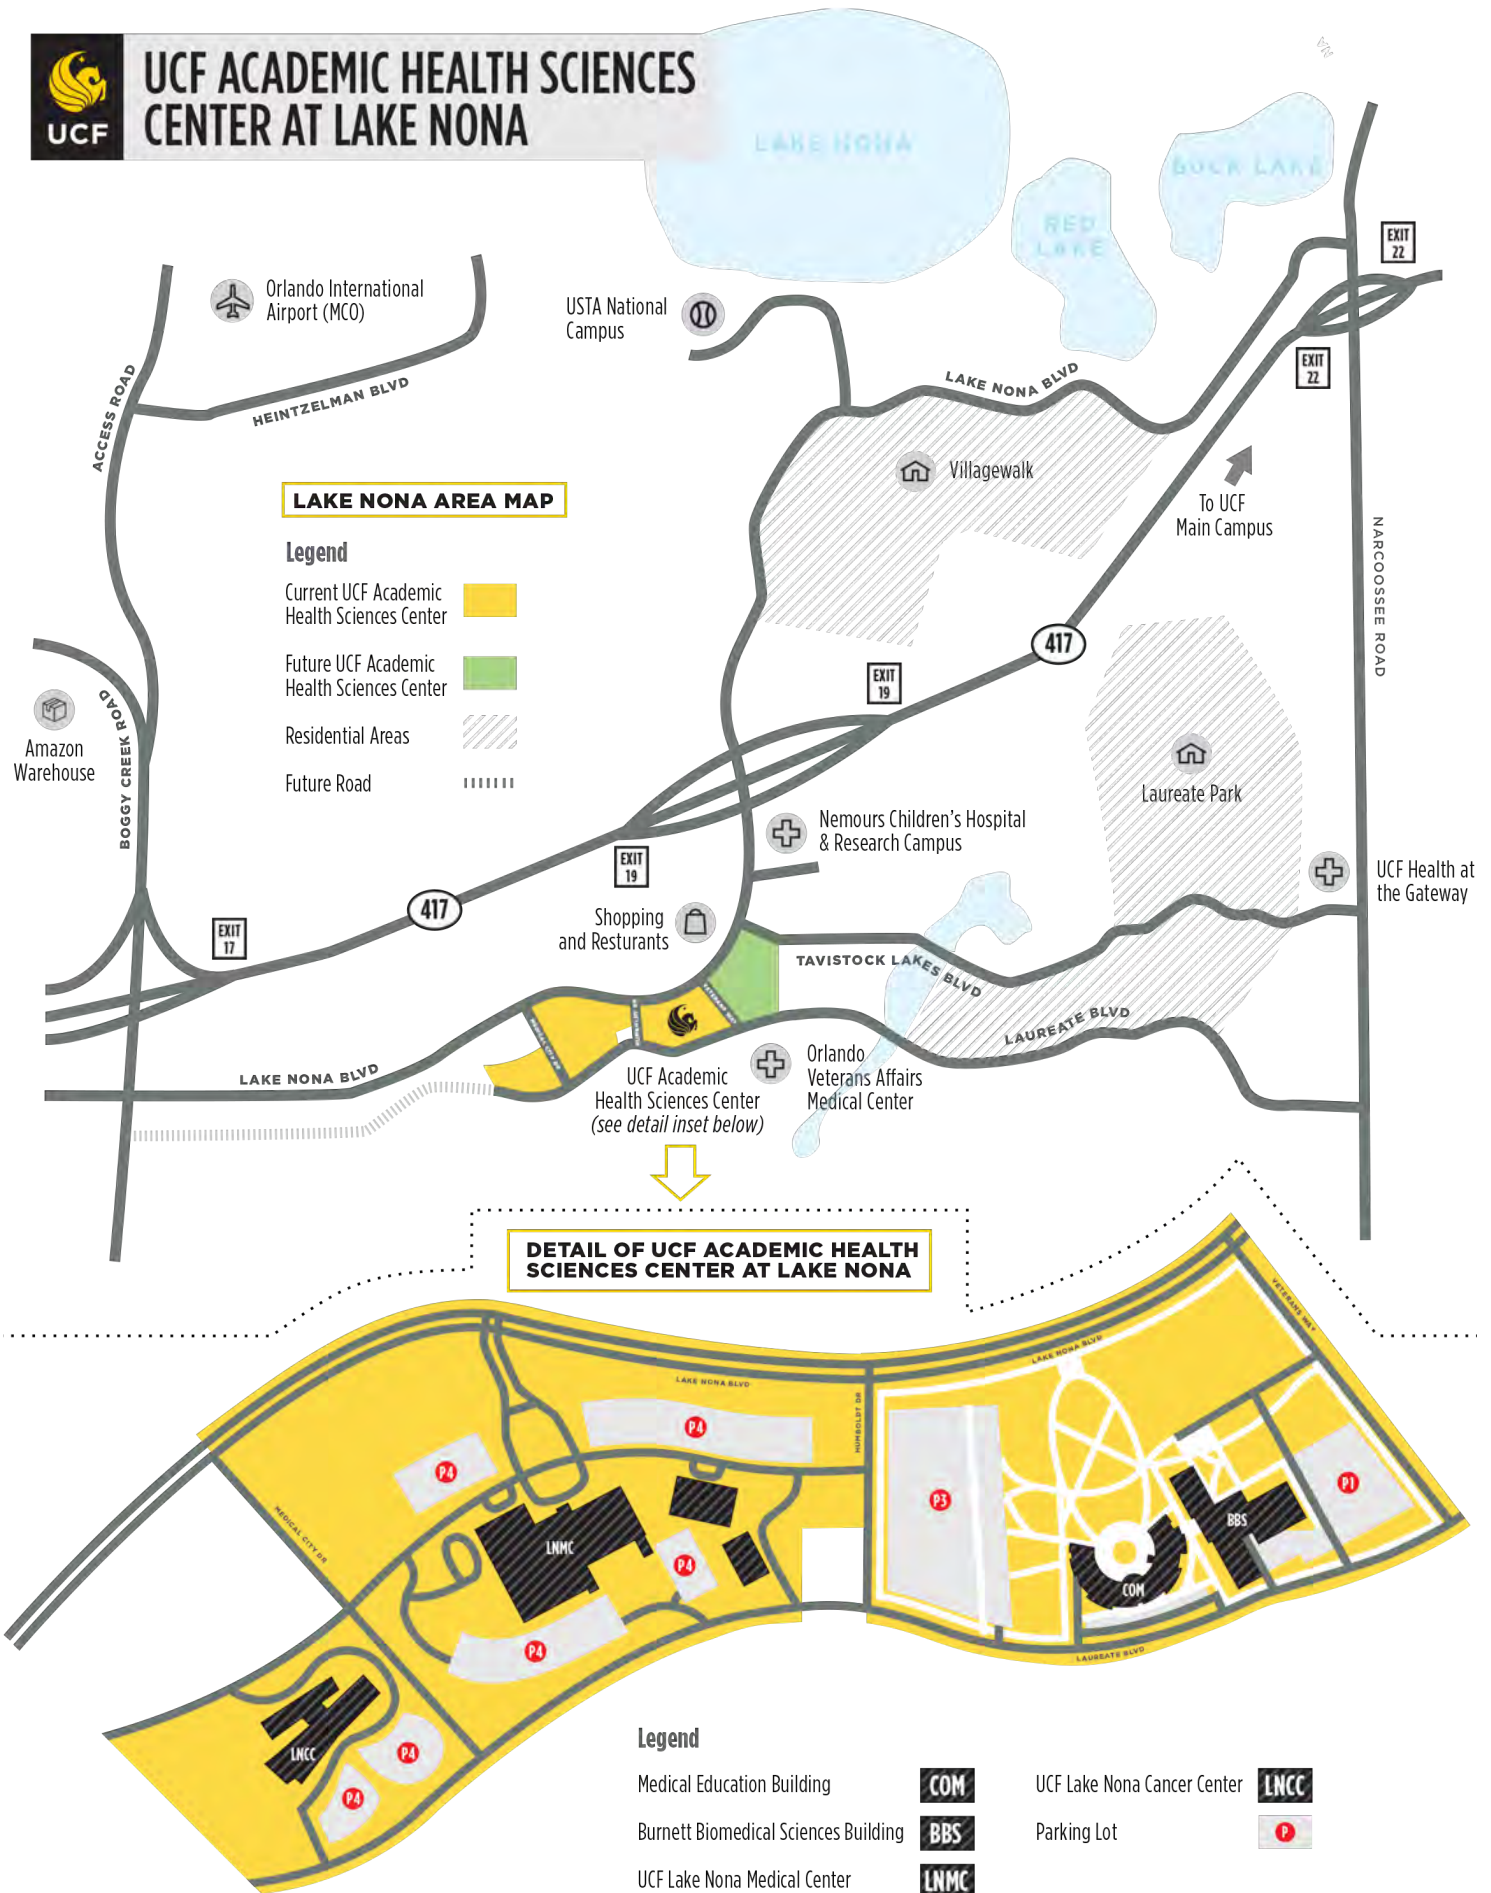 UCF
UCF ACADEMIC HEALTH SCIENCES
CENTER AT LAKE NONA
LAKE NONA
BUCK LAKE
RED
LAKE
EXIT
22
Orlando International
Airport (MCO)
USTA National
Campus
EXIT
22
ACCESS ROAD
HEINTZELMAN BLVD
LAKE NONA BLVD
Villagewalk
To UCF
Main Campus
NARCOOSSEE ROAD
LAKE NONA AREA MAP
Legend
Current UCF Academic
Health Sciences Center
Future UCF Academic
Health Sciences Center
Residential Areas
Future Road
417
EXIT
19
Amazon
Warehouse
BOGGY CREEK ROAD
Laureate Park
Nemours Children's Hospital
& Research Campus
EXIT
19
UCF Health at
the Gateway
417
EXIT
17
Shopping
and Resturants
TAVISTOCK LAKES BLVD
VETERANS WAY
HUMBOLDT DR
MEDICAL CITY DR
LAUREATE BLVD
LAKE NONA BLVD
Orlando
Veterans Affairs
Medical Center
UCF Academic
Health Sciences Center
(see detail inset below)
DETAIL OF UCF ACADEMIC HEALTH
SCIENCES CENTER AT LAKE NONA
VETERANS WAY
LAKE NONA BLVD
LAKE NONA BLVD
HUMBOLDT DR
P4
P4
P3
P1
MEDICAL CITY DR
LNMC
BBS
P4
COM
P4
LAUREATE BLVD
LNCC
P4
P4
Legend
Medical Education Building
COM
UCF Lake Nona Cancer Center
LNCC
Burnett Biomedical Sciences Building
BBS
Parking Lot
P
UCF Lake Nona Medical Center
LNMC